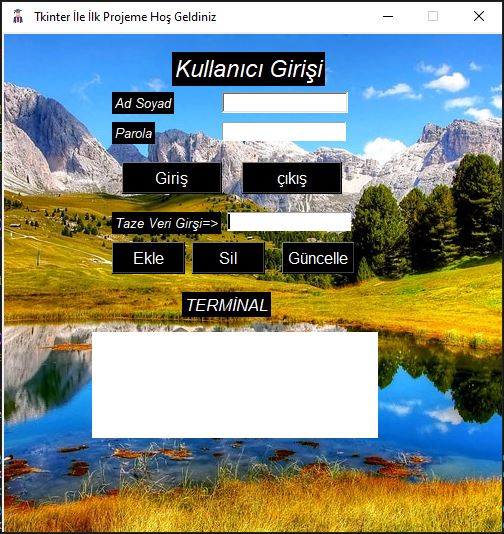 Tkinter İle İlk Projeme Hoş Geldiniz
Kullanıcı Girişi
Ad Soyad
Parola
Giriş
çıkış
Taze Veri Girşi=>
Ekle
Sil
Güncelle
TERMİNAL